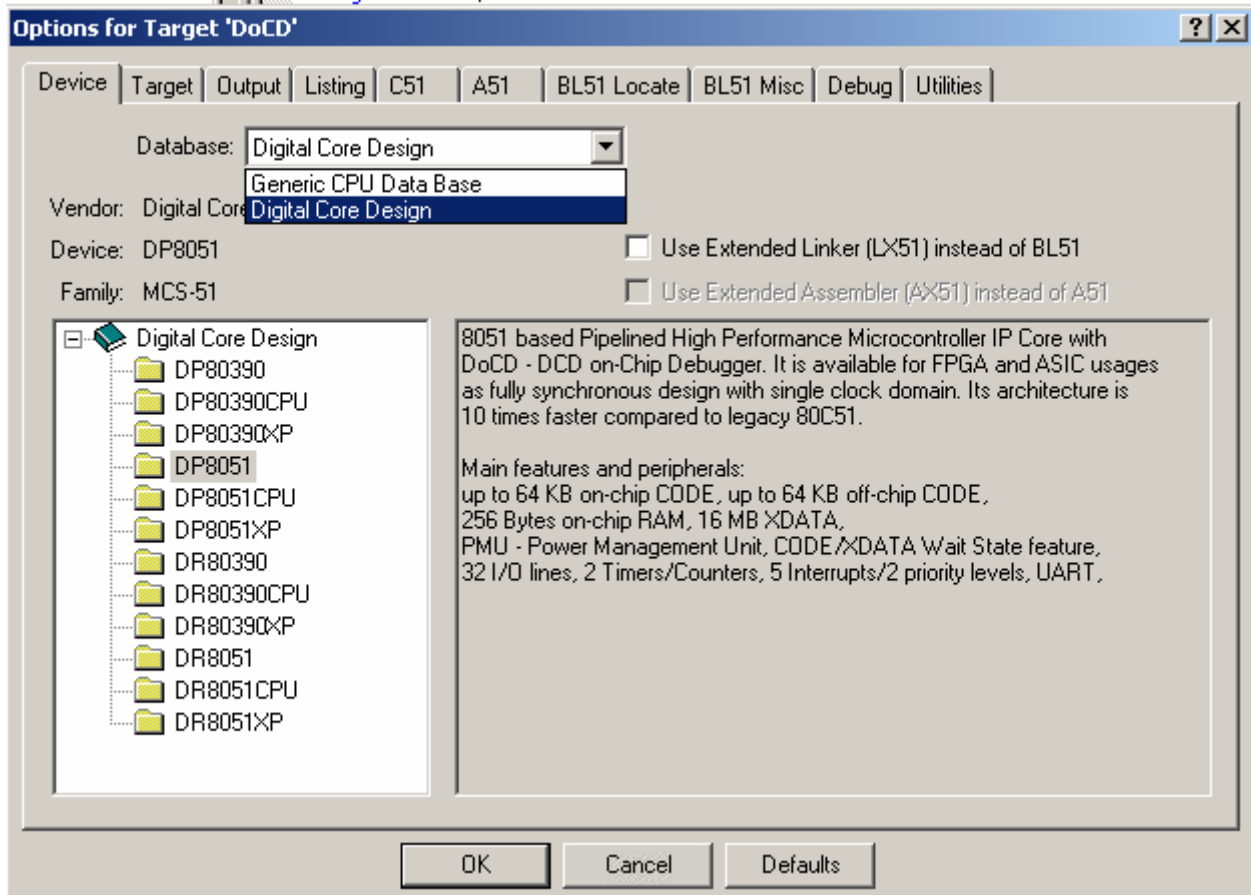 Options for Target 'DoCD'
Device Target Output Listing C51 A51 BL51 Locate BL51 Misc Debug Utilities
Database: Digital Core Design
Generic CPU Data Base
Digital Core Design
Vendor: Digital Core
Device: DP8051
Use Extended Linker (LX51) instead of BL51
Family: MCS-51
Use Extended Assembler (AX51) instead of A51
Digital Core Design
DP80390
DP80390CPU
DP80390XP
DP8051
DP8051CPU
DP8051XP
DR80390
DR80390CPU
DR80390XP
DR8051
DR8051CPU
DR8051XP
8051 based Pipelined High Performance Microcontroller IP Core with
DoCD - DCD on-Chip Debugger. It is available for FPGA and ASIC usages
as fully synchronous design with single clock domain. Its architecture is
10 times faster compared to legacy 80C51.
Main features and peripherals:
up to 64 KB on-chip CODE, up to 64 KB off-chip CODE,
256 Bytes on-chip RAM, 16 MB XDATA,
PMU - Power Management Unit, CODE/XDATA Wait State feature,
32 I/O lines, 2 Timers/Counters, 5 Interrupts/2 priority levels, UART,
OK Cancel Defaults